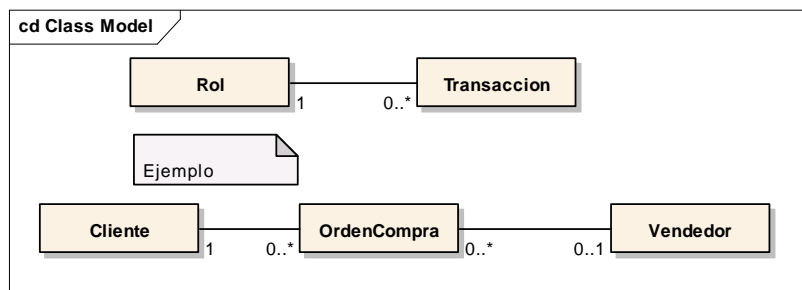 cd Class Model
Rol
Transaccion
1
0..*
Ejemplo
Cliente
OrdenCompra
Vendedor
1
0..*
0..*
0..1